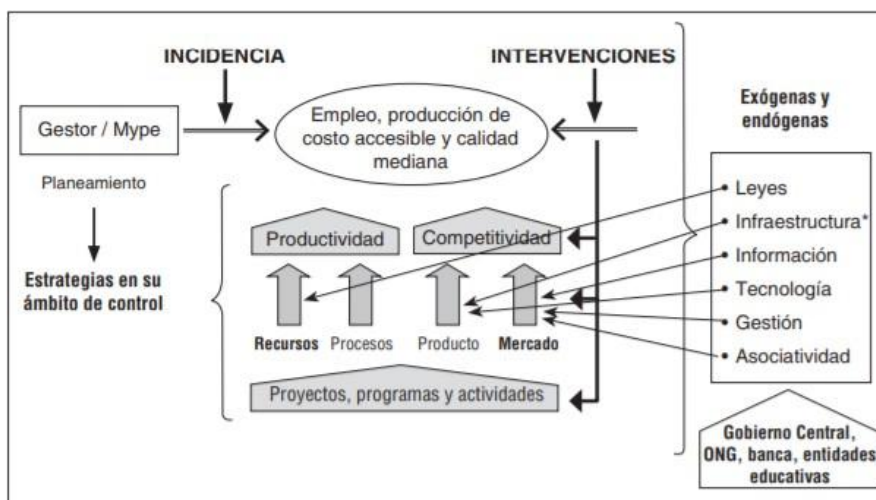 INCIDENCIA
INTERVENCIONES
Gestor / Mype
Empleo, producción de
costo accesible y calidad
mediana
Exógenas y
endógenas
Planeamiento
Estrategias en su
ámbito de control
Productividad
Competitividad
Recursos
Procesos
Producto
Mercado
Proyectos, programas y actividades
• Leyes
• Infraestructura*
• Información
• Tecnología
• Gestión
• Asociatividad
Gobierno Central,
ONG, banca, entidades
educativas